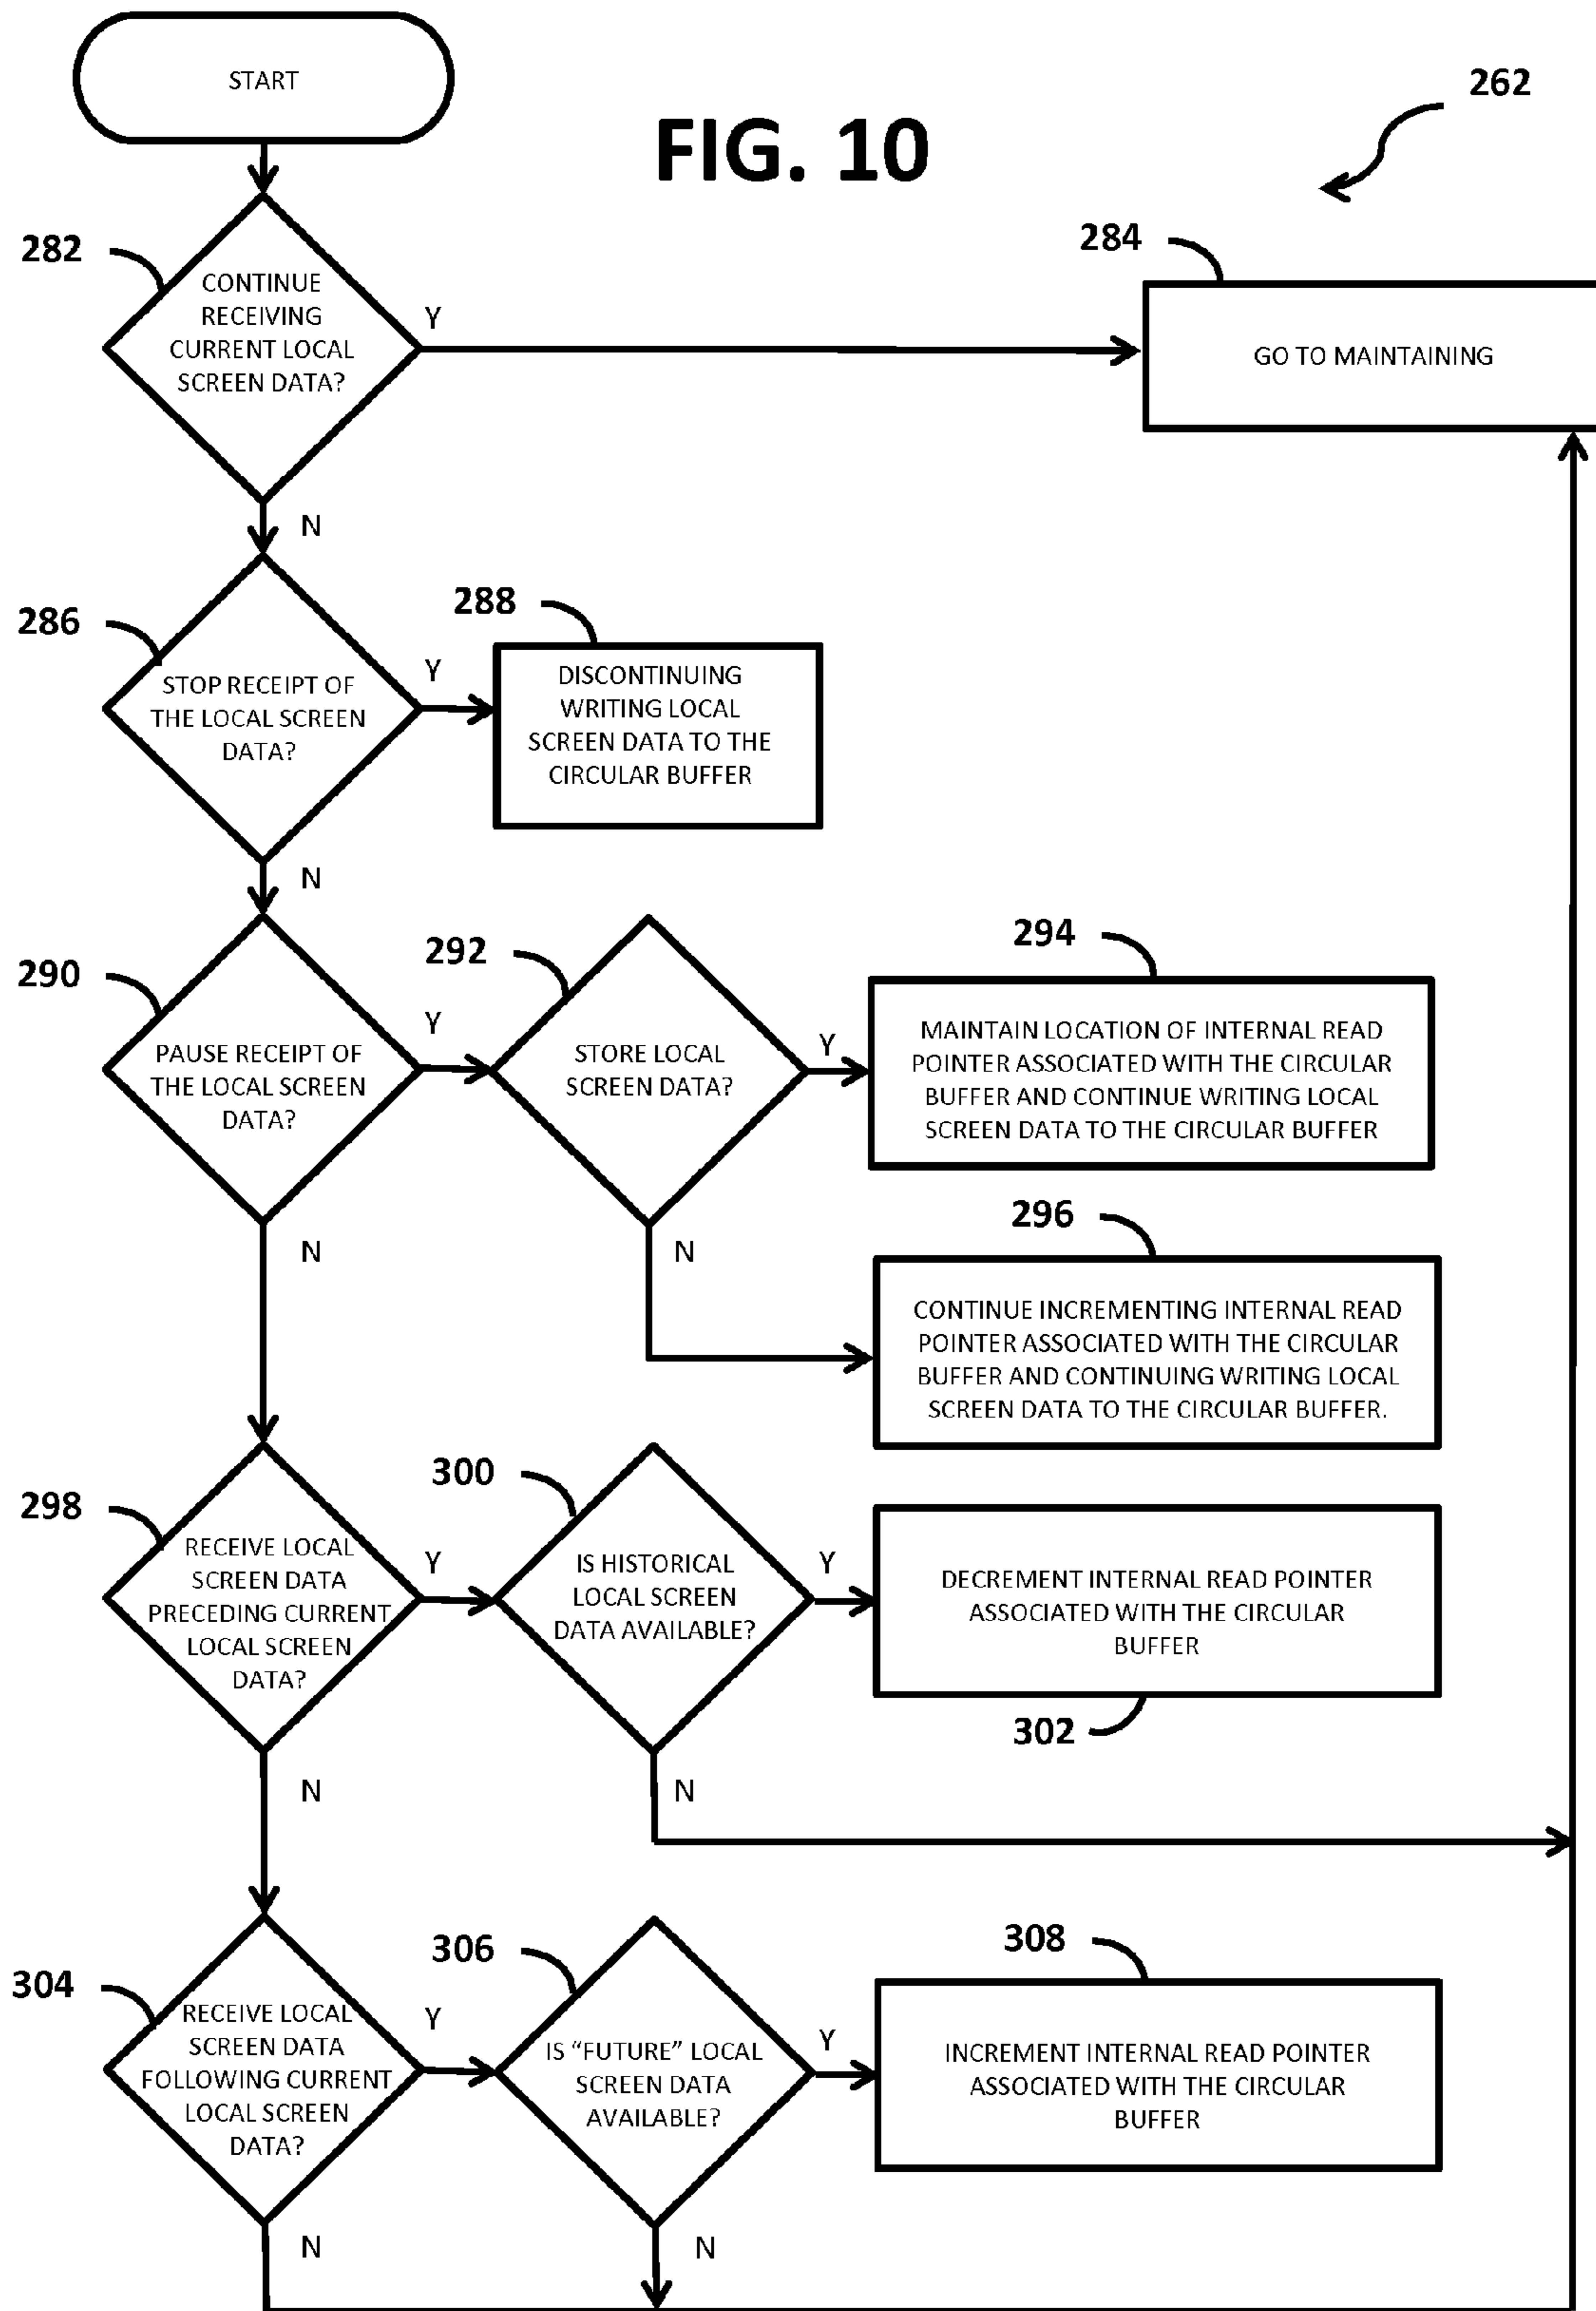 START
FIG. 10
262
282
CONTINUE
RECEIVING
CURRENT LOCAL
SCREEN DATA?
Y
284
GO TO MAINTAINING
N
286
STOP RECEIPT OF
THE LOCAL SCREEN
DATA?
Y
288
DISCONTINUING
WRITING LOCAL
SCREEN DATA TO THE
CIRCULAR BUFFER
N
290
PAUSE RECEIPT OF
THE LOCAL SCREEN
DATA?
Y
292
STORE LOCAL
SCREEN DATA?
Y
294
MAINTAIN LOCATION OF INTERNAL READ
POINTER ASSOCIATED WITH THE CIRCULAR
BUFFER AND CONTINUE WRITING LOCAL
SCREEN DATA TO THE CIRCULAR BUFFER
N
N
296
CONTINUE INCREMENTING INTERNAL READ
POINTER ASSOCIATED WITH THE CIRCULAR
BUFFER AND CONTINUING WRITING LOCAL
SCREEN DATA TO THE CIRCULAR BUFFER.
298
RECEIVE LOCAL
SCREEN DATA
PRECEDING CURRENT
LOCAL SCREEN
DATA?
Y
300
IS HISTORICAL
LOCAL SCREEN
DATA AVAILABLE?
Y
DECREMENT INTERNAL READ POINTER
ASSOCIATED WITH THE CIRCULAR
BUFFER
302
N
N
304
RECEIVE LOCAL
SCREEN DATA
FOLLOWING CURRENT
LOCAL SCREEN
DATA?
Y
306
IS “FUTURE” LOCAL
SCREEN DATA
AVAILABLE?
Y
308
INCREMENT INTERNAL READ POINTER
ASSOCIATED WITH THE CIRCULAR
BUFFER
N
N